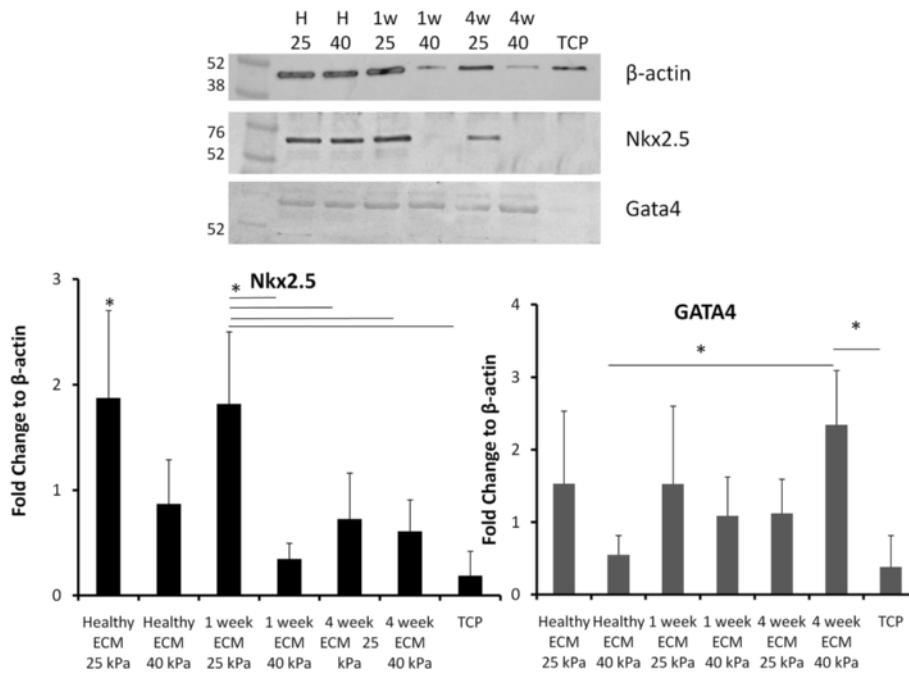 H H 1w 1w 4w 4w
25 40 25 40 25 40 TCP
52
38
β-actin
76
52
Nkx2.5
52
Gata4
Nkx2.5
*
*
3
2
1
0
Fold Change to β-actin
Healthy Healthy 1 week 1 week 4 week 4 week TCP
ECM ECM ECM ECM ECM 25 ECM
25 kPa 40 kPa 25 kPa 40 kPa kPa 40 kPa
GATA4
*
*
4
3
2
1
0
Fold Change to β-actin
Healthy Healthy 1 week 1 week 4 week 4 week TCP
ECM ECM ECM ECM ECM ECM
25 kPa 40 kPa 25 kPa 40 kPa 25 kPa 40 kPa